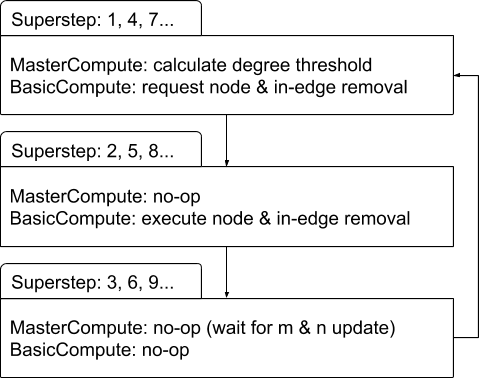 Superstep: 1, 4, 7...
MasterCompute: calculate degree threshold
BasicCompute: request node & in-edge removal
Superstep: 2, 5, 8...
MasterCompute: no-op
BasicCompute: execute node & in-edge removal
Superstep: 3, 6, 9...
MasterCompute: no-op (wait for m & n update)
BasicCompute: no-op